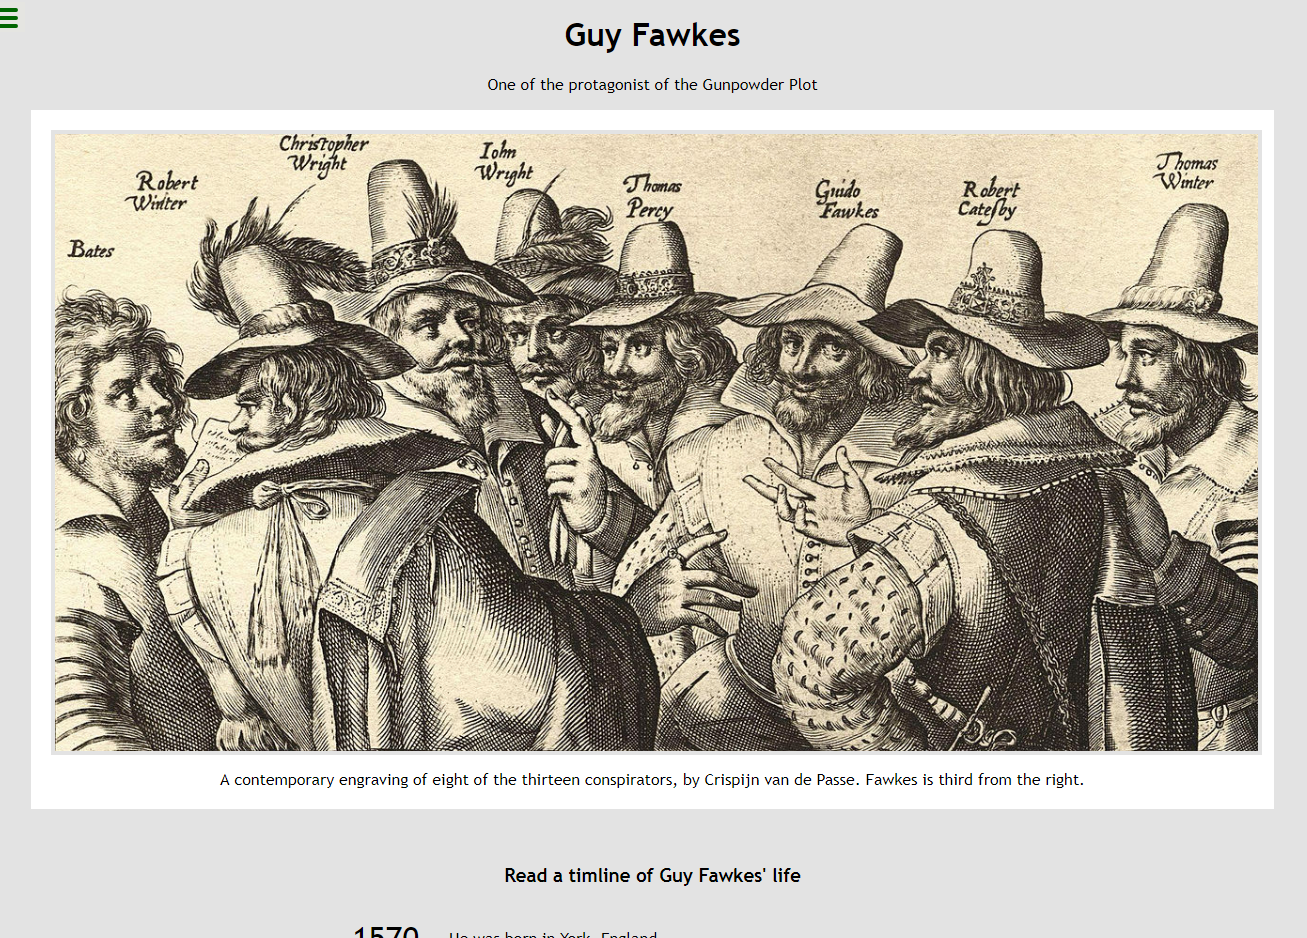 Guy Fawkes
One of the protagonist of the Gunpowder Plot
Christopher
Wright
Iohn
Wright
Robert
Winter
Thomas
Percy
Guido
Fawkes
Robert
Catesby
Thomas
Winter
Bates
A contemporary engraving of eight of the thirteen conspirators, by Crispijn van de Passe. Fawkes is third from the right.
Read a timline of Guy Fawkes' life
1570 He was born in York, England